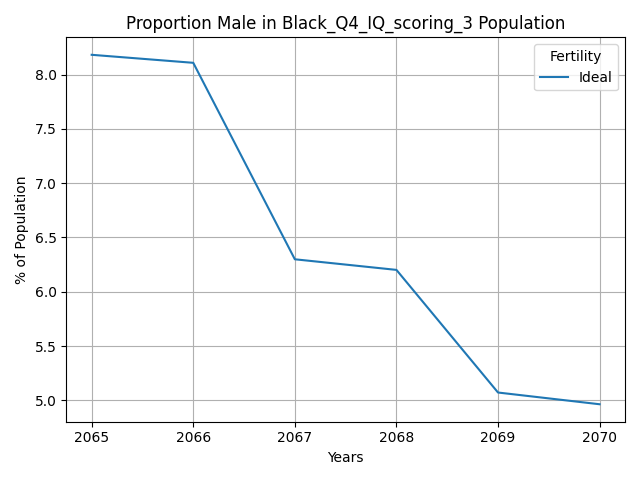 Proportion Male in Black_Q4_IQ_scoring_3 Population
Fertility
Ideal
% of Population
8.0
7.5
7.0
6.5
6.0
5.5
5.0
2065 2066 2067 2068 2069 2070
Years